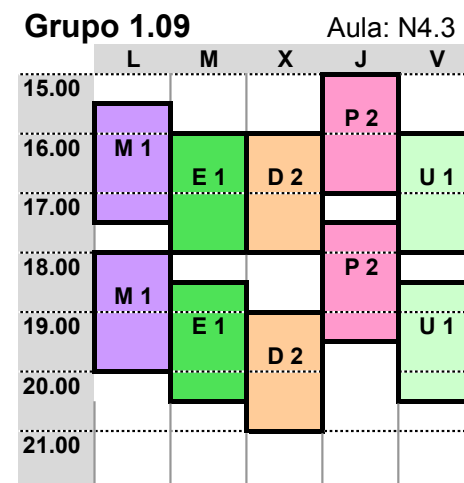 Grupo 1.09 Aula: N4.3
L M X J V
15.00
P 2
16.00 M 1
E 1 D 2 U 1
17.00
18.00 P 2
M 1
19.00 E 1 U 1
D 2
20.00
21.00